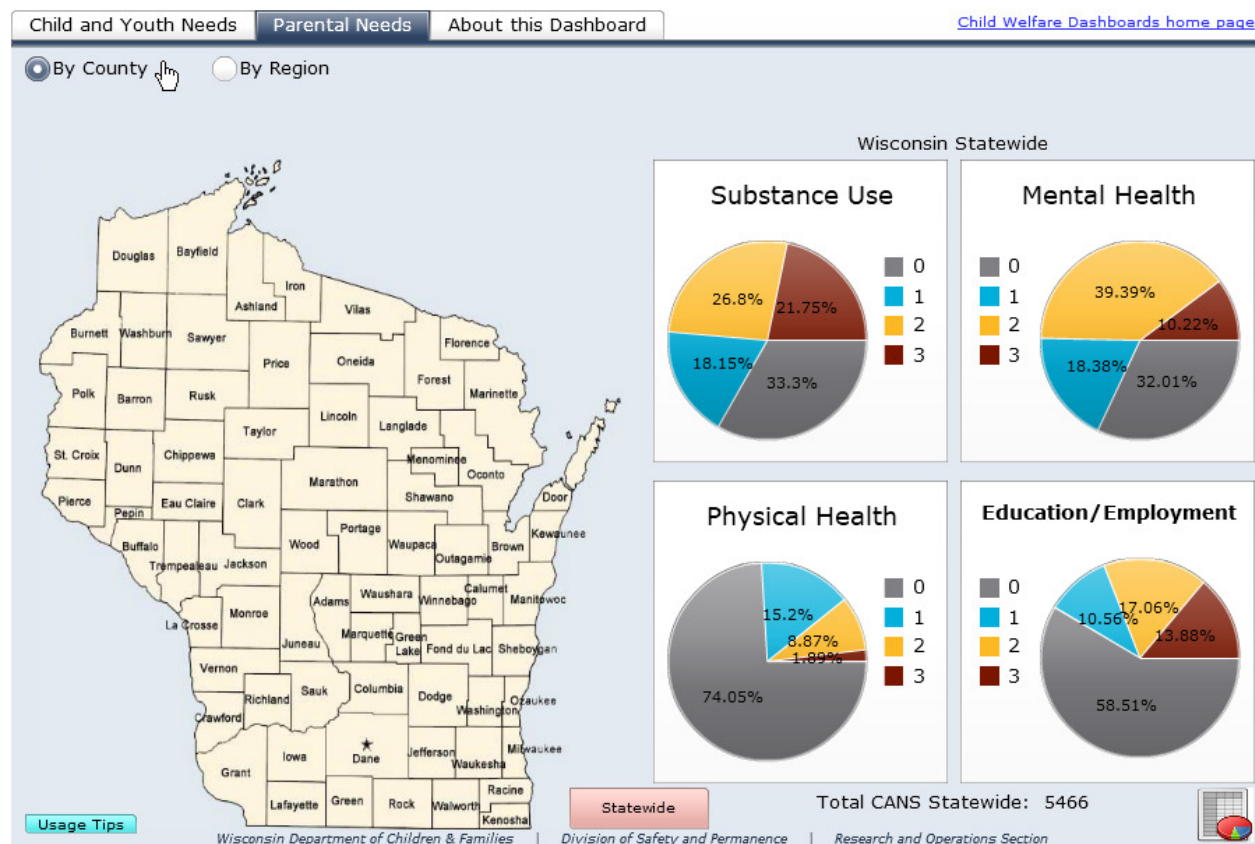 Child and Youth Needs
Parental Needs
About this Dashboard
Child Welfare Dashboards home page
By County
By Region
Wisconsin Statewide
Douglas
Bayfield
Iron
Ashland
Vilas
Burnett
Washburn
Sawyer
Florence
Price
Oneida
Forest
Marinette
Polk
Barron
Rusk
Lincoln
Langlade
Taylor
St. Croix
Dunn
Chippewa
Menominee
Oconto
Marathon
Shawano
Door
Pierce
Pepin
Eau Claire
Clark
Buffalo
Trempealeau
Jackson
Wood
Portage
Waupaca
Outagamie
Brown
Kewaunee
La Crosse
Monroe
Adams
Waushara
Winnebago
Calumet
Manitowoc
Juneau
Marquette
Green
Lake
Fond du Lac
Sheboygan
Vernon
Richland
Sauk
Columbia
Dodge
Washington
Ozaukee
Crawford
Iowa
Dane
Jefferson
Waukesha
Milwaukee
Grant
Lafayette
Green
Rock
Walworth
Racine
Kenosha
Substance Use
26.8%
21.75%
18.15%
33.3%
0
1
2
3
Mental Health
0
1
2
3
39.39%
10.22%
18.38%
32.01%
Physical Health
15.2%
8.87%
1.89%
74.05%
0
1
2
3
Education/Employment
0
1
2
3
10.56%
17.06%
13.88%
58.51%
Usage Tips
Statewide
Total CANS Statewide: 5466
Wisconsin Department of Children & Families | Division of Safety and Permanence | Research and Operations Section